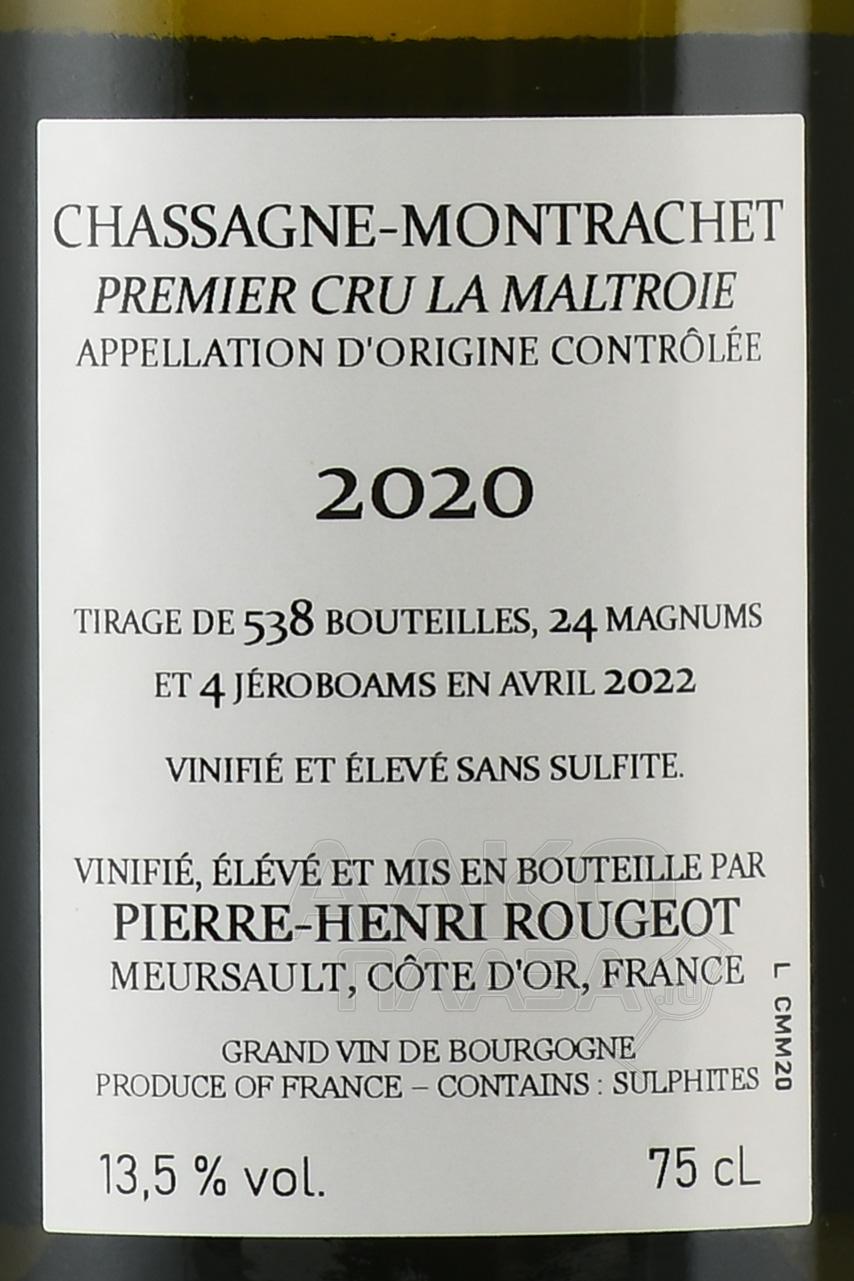 CHASSAGNE-MONTRACHET
PREMIER CRU LA MALTROIE
APPELLATION D'ORIGINE CONTRÔLÉE
2020
TIRAGE DE 538 BOUTEILLES, 24 MAGNUMS
ET 4 JÉROBOAMS EN AVRIL 2022
VINIFIÉ ET ÉLEVÉ SANS SULFITE.
VINIFIÉ, ÉLÉVÉ ET MIS EN BOUTEILLE PAR
PIERRE-HENRI ROUGEOT
MEURSAULT, CÔTE D'OR, FRANCE
GRAND VIN DE BOURGOGNE
PRODUCE OF FRANCE – CONTAINS : SULPHITES
L CMM20
13,5 % vol.
75 cL